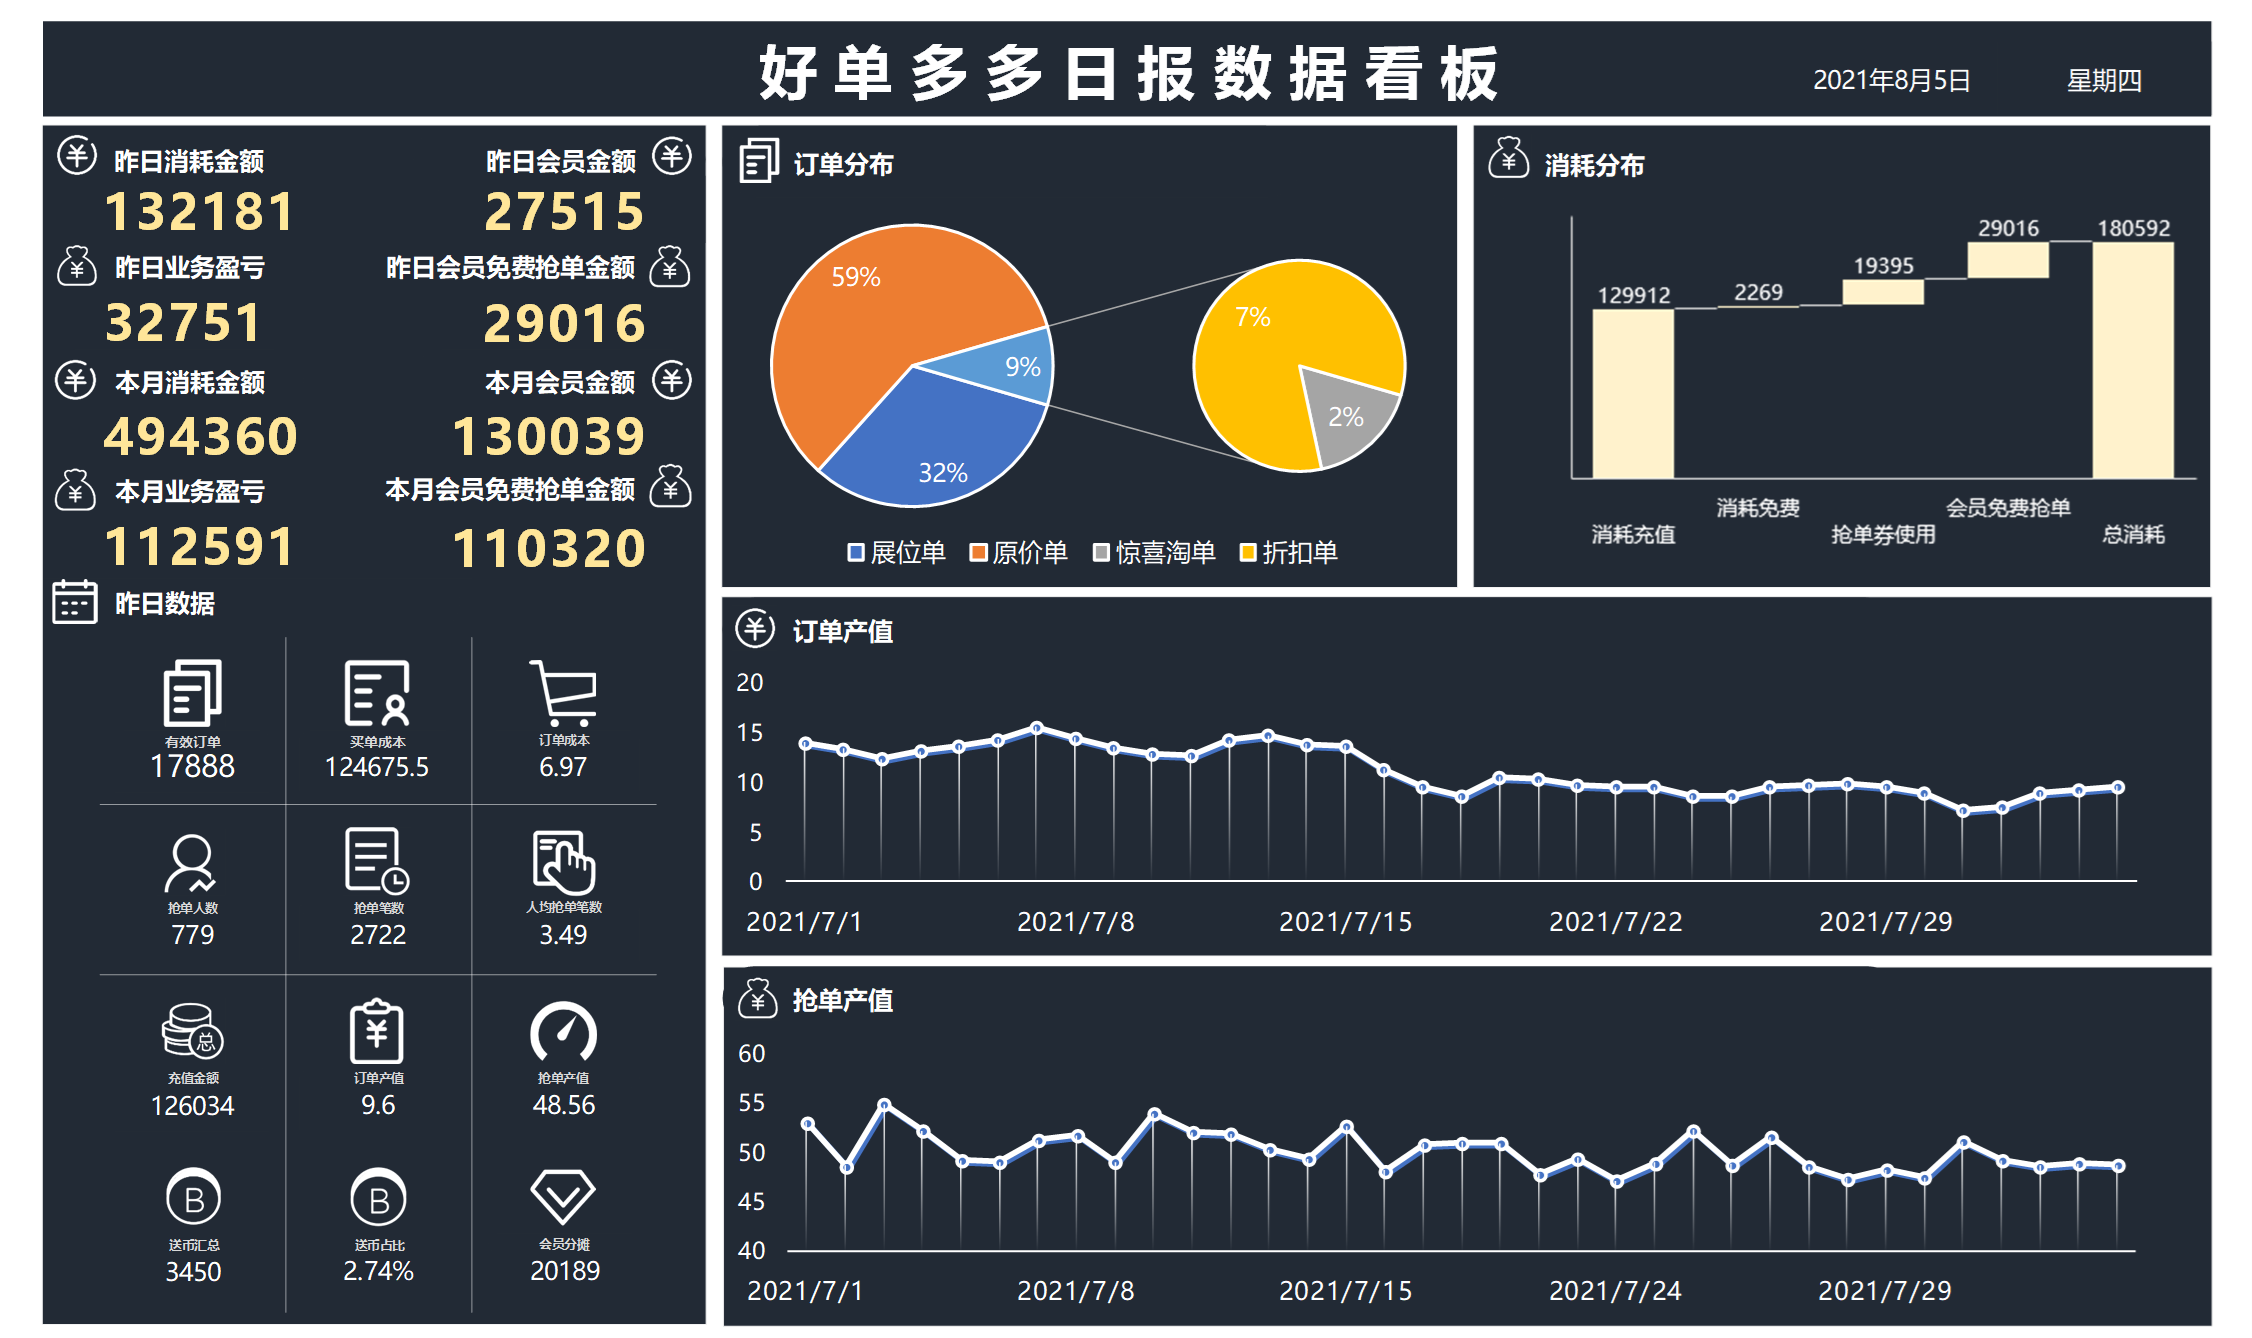 好单多多日报数据看板
2021年8月5日 星期四
昨日消耗金额 昨日会员金额
132181 27515
昨日业务盈亏 昨日会员免费抢单金额
32751 29016
本月消耗金额 本月会员金额
494360 130039
本月业务盈亏 本月会员免费抢单金额
112591 110320
昨日数据
有效订单 买单成本 订单成本
17888 124675.5 6.97
抢单人数 抢单笔数 人均抢单笔数
779 2722 3.49
总
充值金额 订单产值 抢单产值
126034 9.6 48.56
B B
送币汇总 送币占比 会员分摊
3450 2.74% 20189
订单分布
59%
9%
32%
7%
2%
展位单 原价单 惊喜淘单 折扣单
消耗分布
129912 2269 19395 29016 180592
消耗充值 消耗免费 抢单券使用 会员免费抢单 总消耗
订单产值
20
15
10
5
0
2021/7/1 2021/7/8 2021/7/15 2021/7/22 2021/7/29
抢单产值
60
55
50
45
40
2021/7/1 2021/7/8 2021/7/15 2021/7/24 2021/7/29